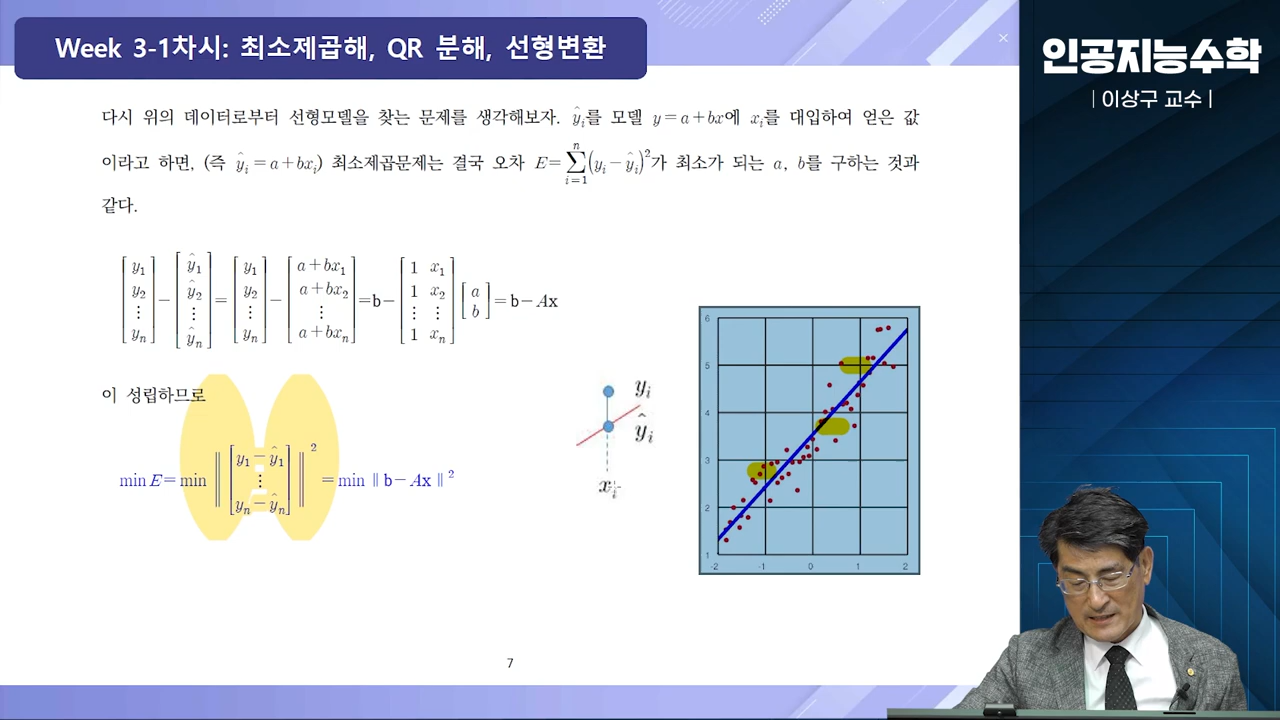 Week 3-1차시: 최소제곱해, QR 분해, 선형변환
인공지능수학
| 이상구 교수 |
다시 위의 데이터로부터 선형모델을 찾는 문제를 생각해보자. ŷᵢ를 모델 y=a+bx에 xᵢ를 대입하여 얻은 값
이라고 하면, (즉 ŷᵢ=a+bxᵢ) 최소제곱문제는 결국 오차 E=∑ᵢ₌₁ⁿ(yᵢ−ŷᵢ)²가 최소가 되는 a, b를 구하는 것과
같다.
[y₁ y₂ ⋮ yₙ] − [ŷ₁ ŷ₂ ⋮ ŷₙ] = [y₁ y₂ ⋮ yₙ] − [a+bx₁ a+bx₂ ⋮ a+bxₙ] = b − [1 x₁ 1 x₂ ⋮ ⋮ 1 xₙ] [a b] = b − Ax
이 성립하므로
min E = min ‖[y₁−ŷ₁ ⋮ yₙ−ŷₙ]‖² = min ‖b−Ax‖²
yᵢ
ŷᵢ
xᵢ
6
5
4
3
2
1
-2 -1 0 1 2
7